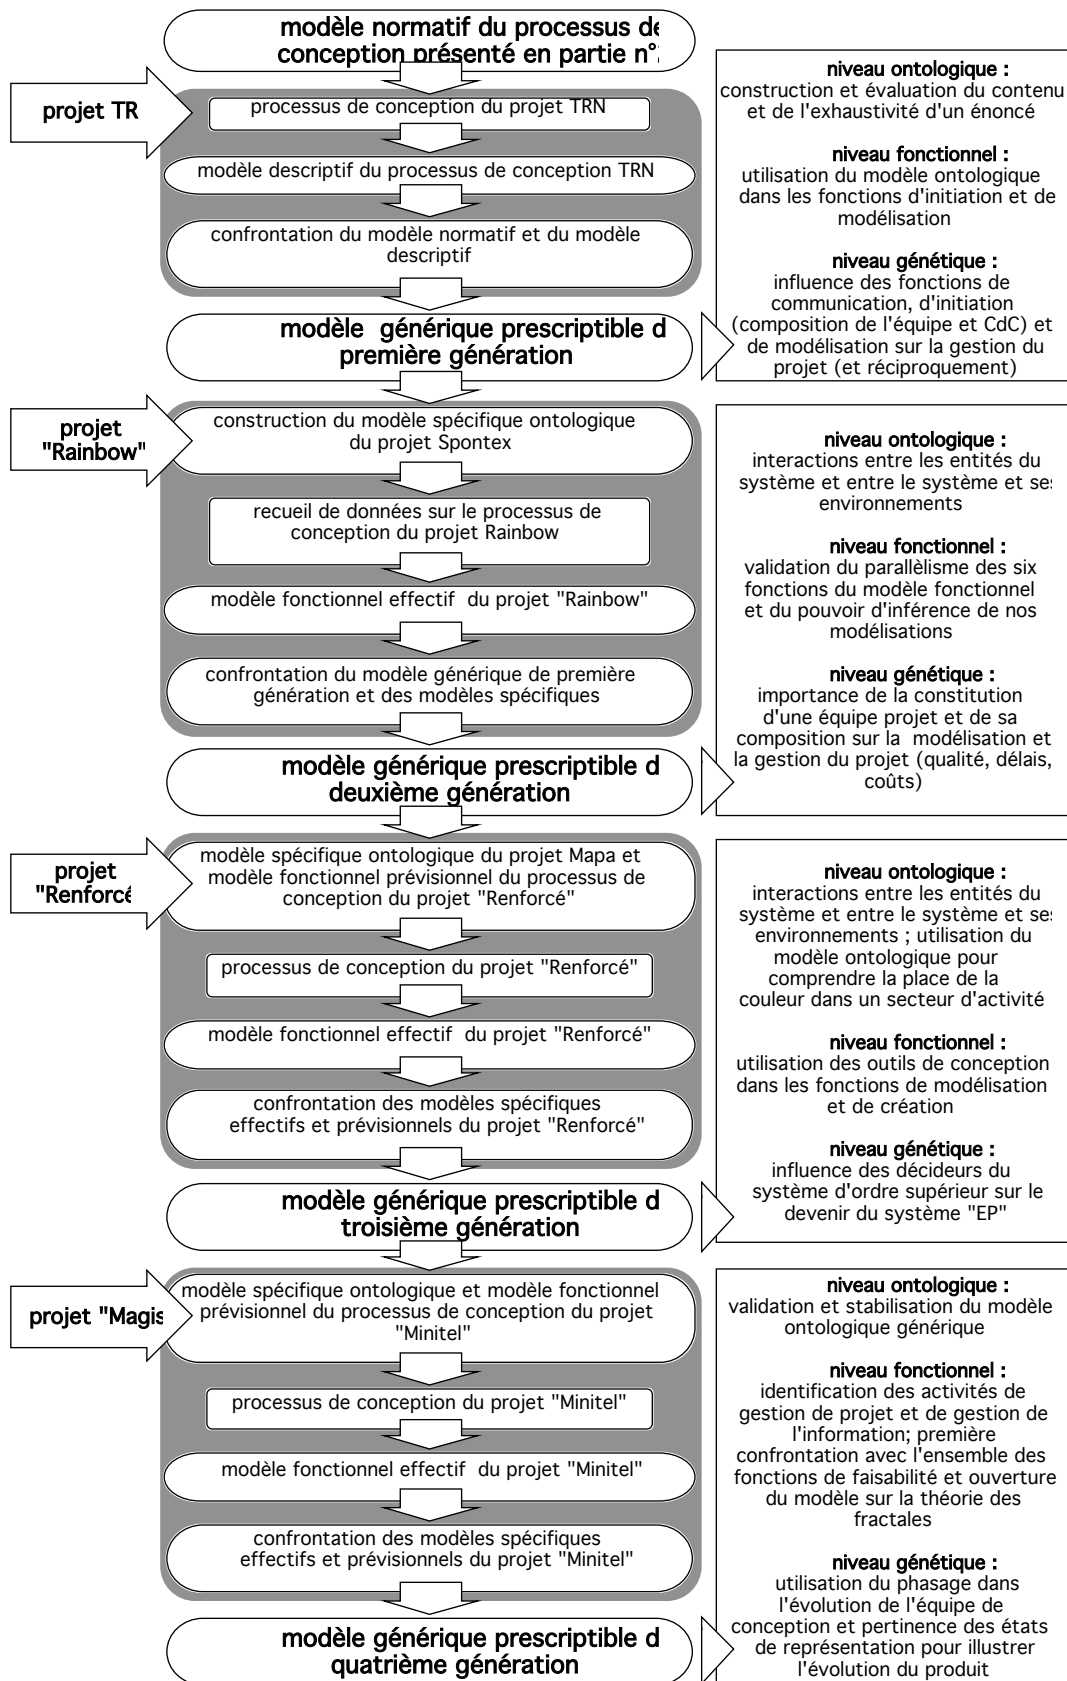 modèle normatif du processus de
conception présenté en partie n°
projet TR
processus de conception du projet TRN
modèle descriptif du processus de conception TRN
confrontation du modèle normatif et du modèle
descriptif
modèle générique prescriptible d
première génération
niveau ontologique :
construction et évaluation du contenu
et de l'exhaustivité d'un énoncé
niveau fonctionnel :
utilisation du modèle ontologique
dans les fonctions d'initiation et de
modélisation
niveau génétique :
influence des fonctions de
communication, d'initiation
(composition de l'équipe et CdC) et
de modélisation sur la gestion du
projet (et réciproquement)
projet
"Rainbow"
construction du modèle spécifique ontologique
du projet Spontex
recueil de données sur le processus de
conception du projet Rainbow
modèle fonctionnel effectif du projet "Rainbow"
confrontation du modèle générique de première
génération et des modèles spécifiques
modèle générique prescriptible d
deuxième génération
niveau ontologique :
interactions entre les entités du
système et entre le système et ses
environnements
niveau fonctionnel :
validation du parallèlisme des six
fonctions du modèle fonctionnel
et du pouvoir d'inférence de nos
modélisations
niveau génétique :
importance de la constitution
d'une équipe projet et de sa
composition sur la modélisation et
la gestion du projet (qualité, délais,
coûts)
projet
"Renforcé
modèle spécifique ontologique du projet Mapa et
modèle fonctionnel prévisionnel du processus de
conception du projet "Renforcé"
processus de conception du projet "Renforcé"
modèle fonctionnel effectif du projet "Renforcé"
confrontation des modèles spécifiques
effectifs et prévisionnels du projet "Renforcé"
modèle générique prescriptible d
troisième génération
niveau ontologique :
interactions entre les entités du
système et entre le système et ses
environnements ; utilisation du
modèle ontologique pour
comprendre la place de la
couleur dans un secteur d'activité
niveau fonctionnel :
utilisation des outils de conception
dans les fonctions de modélisation
et de création
niveau génétique :
influence des décideurs du
système d'ordre supérieur sur le
devenir du système "EP"
projet "Magis
modèle spécifique ontologique et modèle fonctionnel
prévisionnel du processus de conception du projet
"Minitel"
processus de conception du projet "Minitel"
modèle fonctionnel effectif du projet "Minitel"
confrontation des modèles spécifiques
effectifs et prévisionnels du projet "Minitel"
modèle générique prescriptible d
quatrième génération
niveau ontologique :
validation et stabilisation du modèle
ontologique générique
niveau fonctionnel :
identification des activités de
gestion de projet et de gestion de
l'information; première
confrontation avec l'ensemble des
fonctions de faisabilité et ouverture
du modèle sur la théorie des
fractales
niveau génétique :
utilisation du phasage dans
l'évolution de l'équipe de
conception et pertinence des états
de représentation pour illustrer
l'évolution du produit